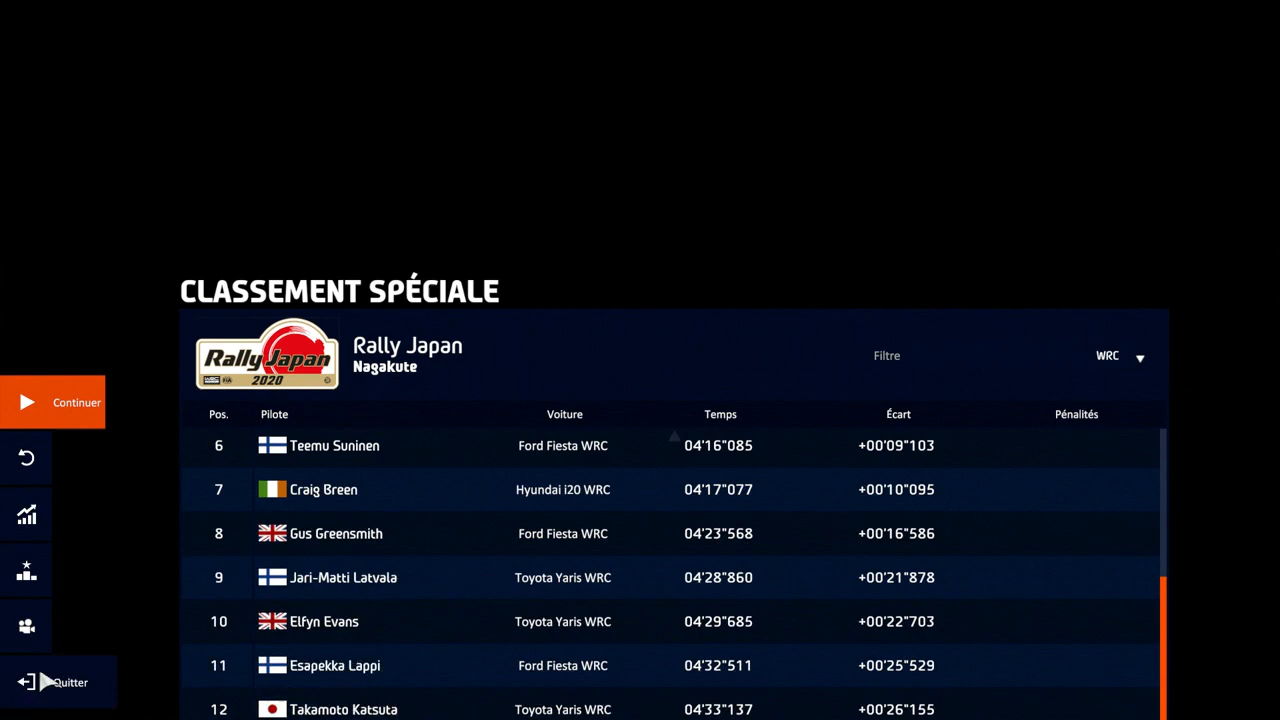 CLASSEMENT SPÉCIALE
Rally Japan
2020
Rally Japan
Nagakute
Filtre
WRC
Continuer
Pos. Pilote Voiture Temps Écart Pénalités
6 Teemu Suninen Ford Fiesta WRC 04'16"085 +00'09"103
7 Craig Breen Hyundai i20 WRC 04'17"077 +00'10"095
8 Gus Greensmith Ford Fiesta WRC 04'23"568 +00'16"586
9 Jari-Matti Latvala Toyota Yaris WRC 04'28"860 +00'21"878
10 Elfyn Evans Toyota Yaris WRC 04'29"685 +00'22"703
11 Esapekka Lappi Ford Fiesta WRC 04'32"511 +00'25"529
Quitter
12 Takamoto Katsuta Toyota Yaris WRC 04'33"137 +00'26"155